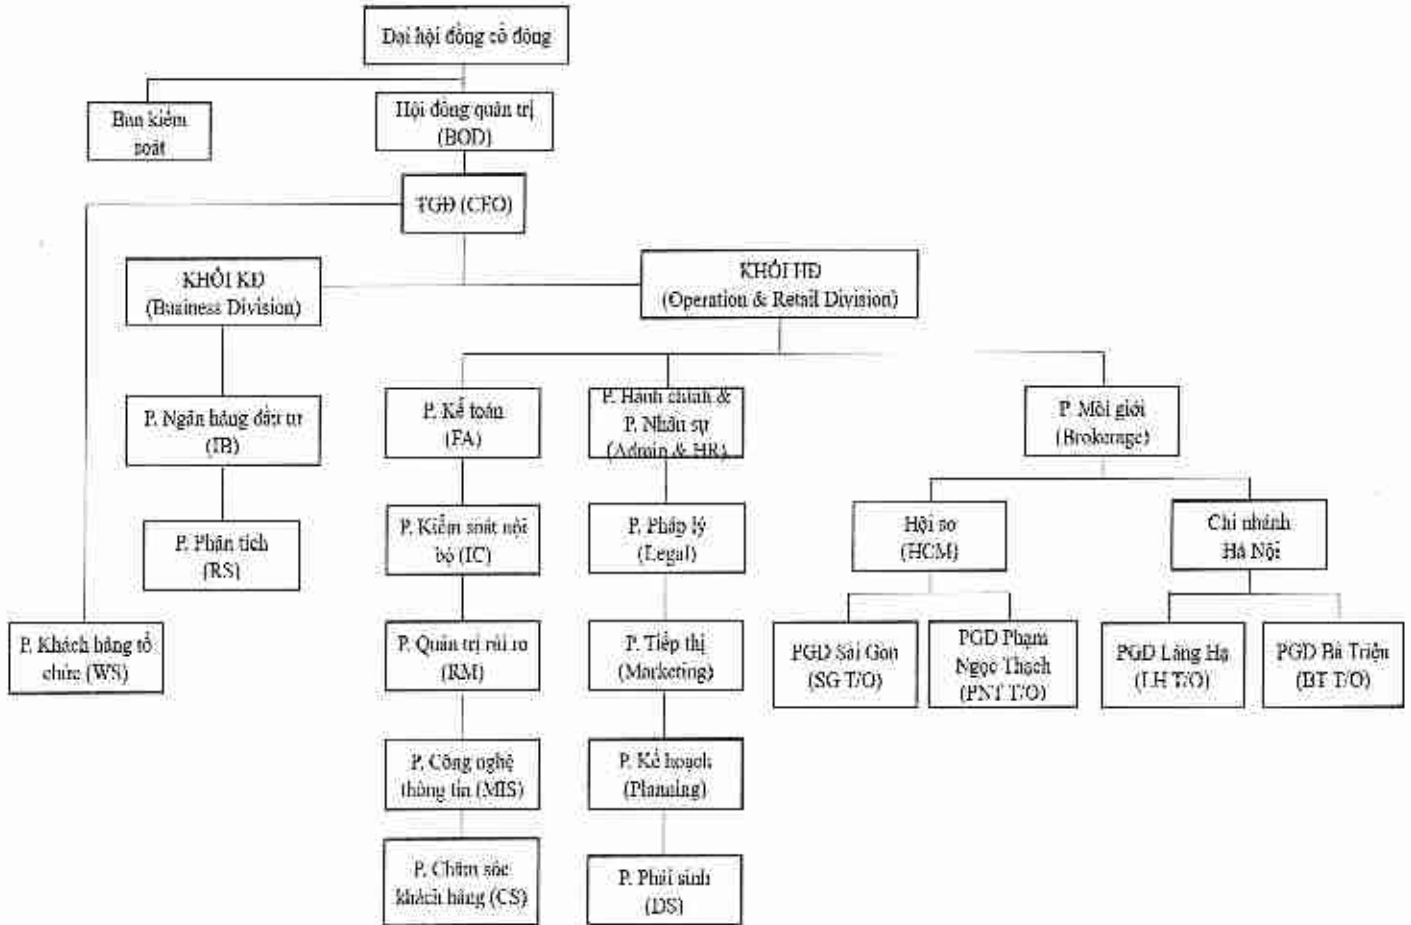 Đại hội đồng cổ đông
Ban kiểm
soát
Hội đồng quản trị
(BOD)
TGĐ (CEO)
KHỐI KD
(Business Division)
KHỐI HĐ
(Operation & Retail Division)
P. Ngân hàng đầu tư
(IB)
P. Kế toán
(FA)
P. Hành chính &
P. Nhân sự
(Admin & HR)
P. Môi giới
(Brokerage)
P. Phân tích
(RS)
P. Kiểm soát nội
bộ (IC)
P. Pháp lý
(Legal)
Hội sở
(HCM)
Chi nhánh
Hà Nội
P. Khách hàng tổ
chức (WS)
P. Quản trị rủi ro
(RM)
P. Tiếp thị
(Marketing)
PGD Sài Gòn
(SG T/O)
PGD Phạm
Ngọc Thạch
(PNT T/O)
PGD Láng Hạ
(LH T/O)
PGD Bà Triệu
(BT T/O)
P. Công nghệ
thông tin (MIS)
P. Kế hoạch
(Planning)
P. Chăm sóc
khách hàng (CS)
P. Phái sinh
(DS)